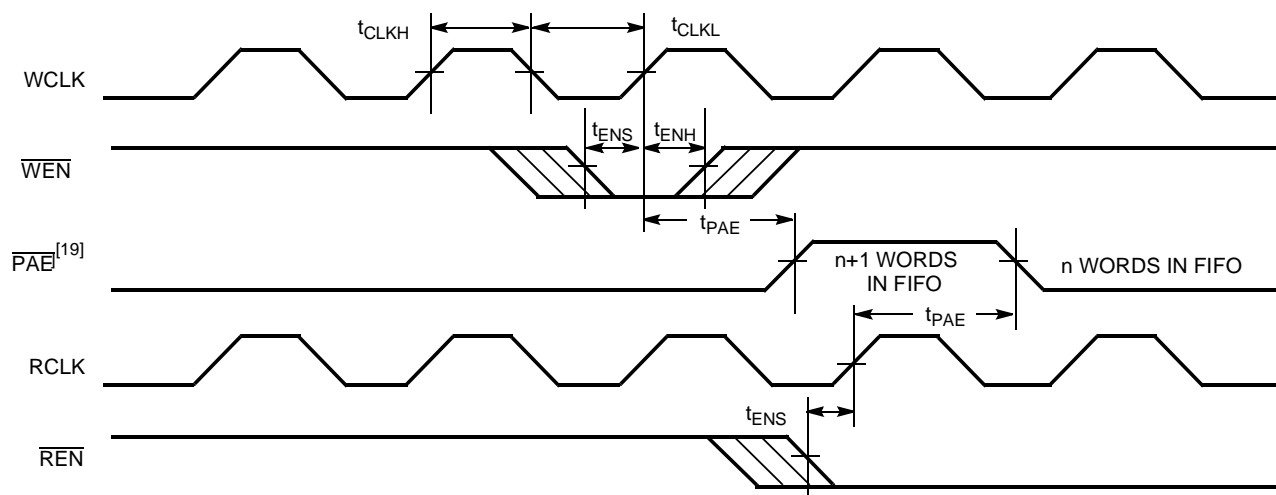 tCLKH
tCLKL
WCLK
tENS
tENH
WEN
tPAE
PAE[19]
n+1 WORDS
IN FIFO
n WORDS IN FIFO
tPAE
RCLK
tENS
REN